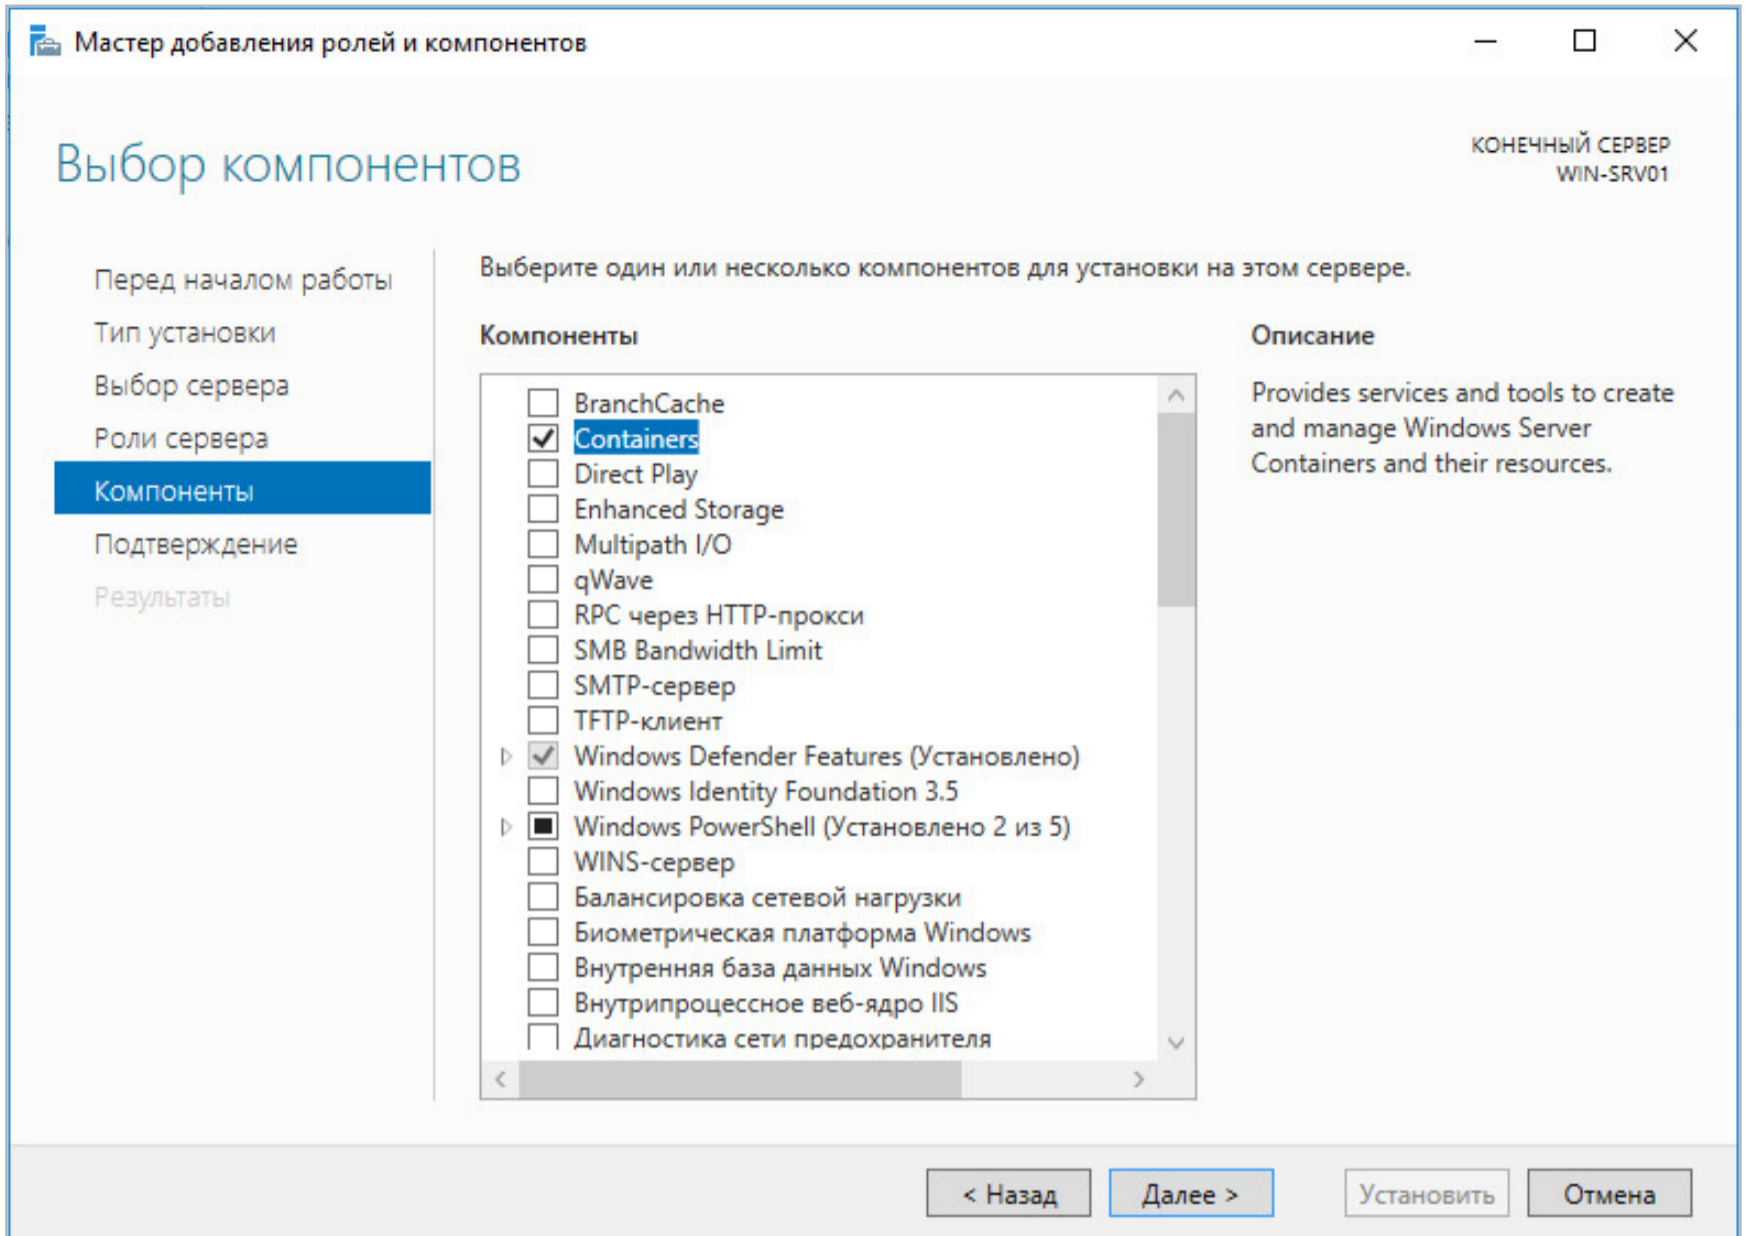 Мастер добавления ролей и компонентов
Выбор компонентов
КОНЕЧНЫЙ СЕРВЕР
WIN-SRV01
Перед началом работы
Тип установки
Выбор сервера
Роли сервера
Компоненты
Подтверждение
Результаты
Выберите один или несколько компонентов для установки на этом сервере.
Компоненты
BranchCache
Containers
Direct Play
Enhanced Storage
Multipath I/O
qWave
RPC через HTTP-прокси
SMB Bandwidth Limit
SMTP-сервер
TFTP-клиент
Windows Defender Features (Установлено)
Windows Identity Foundation 3.5
Windows PowerShell (Установлено 2 из 5)
WINS-сервер
Балансировка сетевой нагрузки
Биометрическая платформа Windows
Внутренняя база данных Windows
Внутрипроцессное веб-ядро IIS
Диагностика сети предохранителя
Описание
Provides services and tools to create
and manage Windows Server
Containers and their resources.
< Назад
Далее >
Установить
Отмена